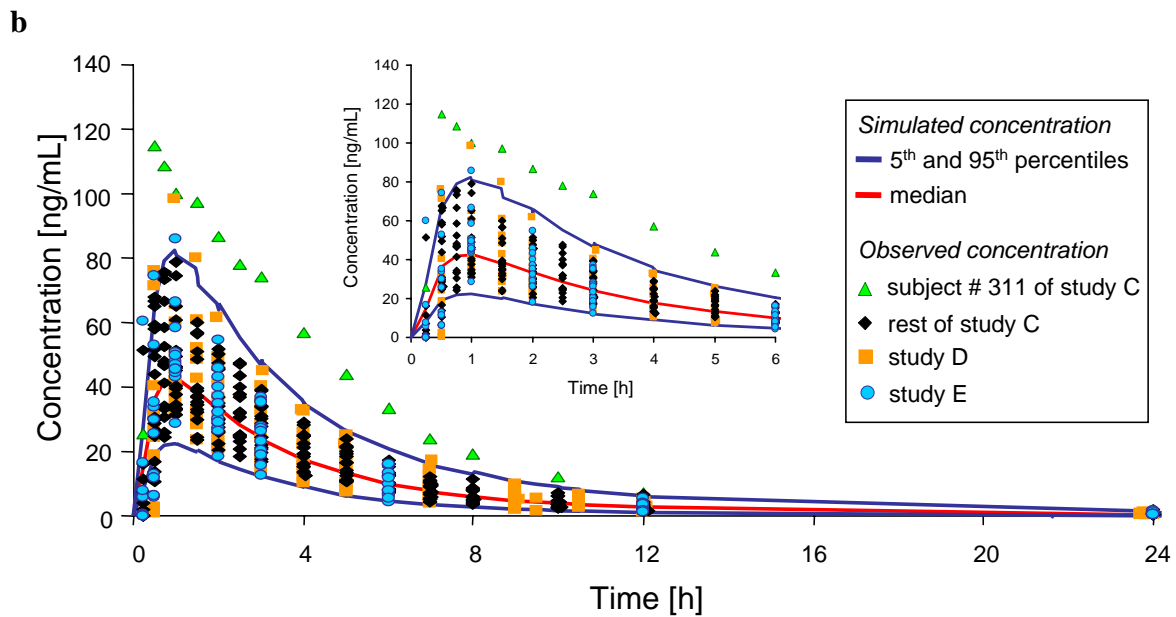 b
140
120
100
80
60
40
20
0
Concentration [ng/mL]
0
4
8
12
16
20
24
Time [h]
140
120
100
80
60
40
20
0
Concentration [ng/mL]
0
1
2
3
4
5
6
Time [h]
Simulated concentration
5th and 95th percentiles
median
Observed concentration
subject # 311 of study C
rest of study C
study D
study E